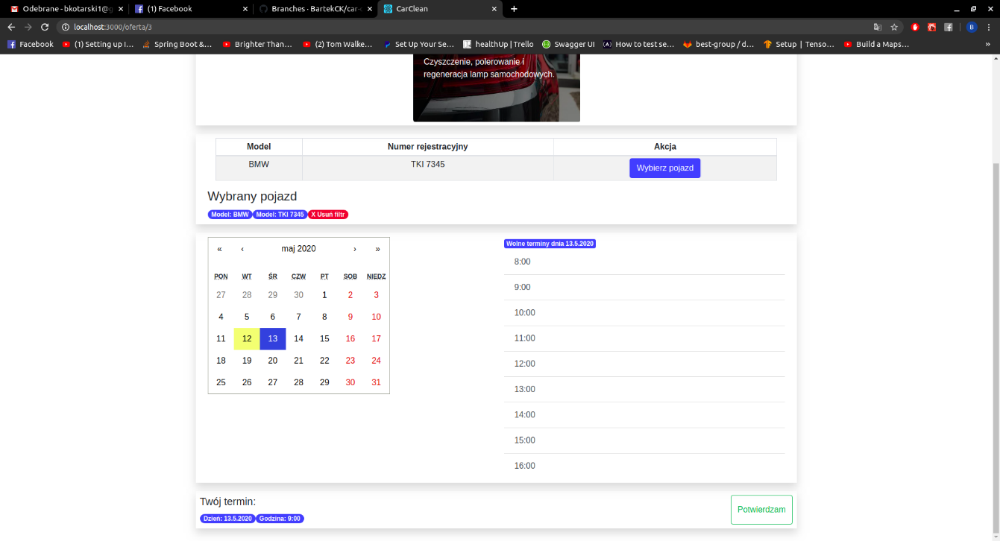 Odebrane - bkotarski1@g
(1) Facebook
Branches · BartekCK/car-c
CarClean
localhost:3000/oferta/3
B
Facebook
(1) Setting up I…
Spring Boot &…
Brighter Than…
(2) Tom Walke…
Set Up Your Se…
healthUp | Trello
Swagger UI
How to test se…
best-group / d…
Setup | Tenso…
Build a Maps…
»
Czyszczenie, polerowanie i
regeneracja lamp samochodowych.
Model Numer rejestracyjny Akcja
BMW TKI 7345 Wybierz pojazd
Wybrany pojazd
Model: BMW Model: TKI 7345 X Usuń filtr
« ‹ maj 2020 › »
PON WT ŚR CZW PT SOB NIEDZ
27 28 29 30 1 2 3
4 5 6 7 8 9 10
11 12 13 14 15 16 17
18 19 20 21 22 23 24
25 26 27 28 29 30 31
Wolne terminy dnia 13.5.2020
8:00
9:00
10:00
11:00
12:00
13:00
14:00
15:00
16:00
Twój termin:
Dzień: 13.5.2020 Godzina: 9:00
Potwierdzam